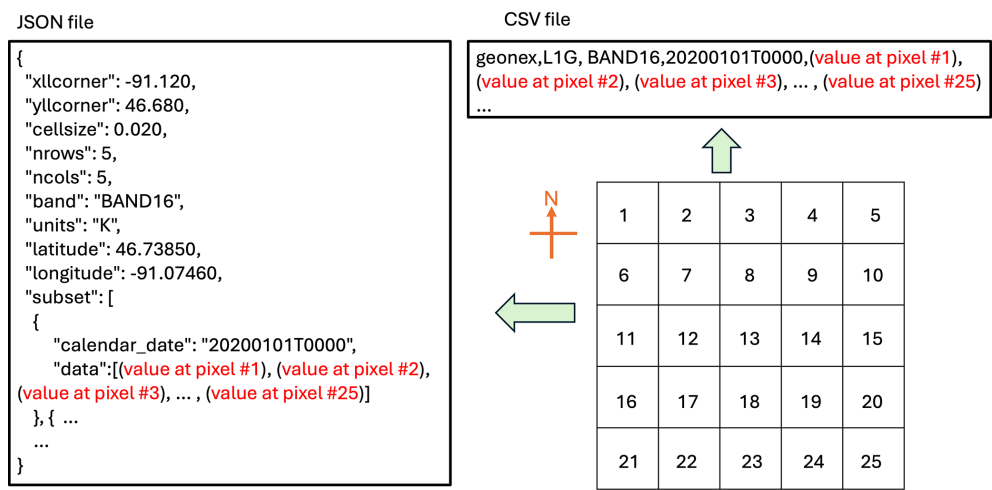 JSON file
{
"xllcorner": -91.120,
"yllcorner": 46.680,
"cellsize": 0.020,
"nrows": 5,
"ncols": 5,
"band": "BAND16",
"units": "K",
"latitude": 46.73850,
"longitude": -91.07460,
"subset": [
{
"calendar_date": "20200101T0000",
"data":[(value at pixel #1), (value at pixel #2),
(value at pixel #3), ... , (value at pixel #25)]
}, { ...
...
}
CSV file
geonex,L1G, BAND16,20200101T0000,(value at pixel #1),
(value at pixel #2), (value at pixel #3), ... , (value at pixel #25)
...
N
1 2 3 4 5
6 7 8 9 10
11 12 13 14 15
16 17 18 19 20
21 22 23 24 25